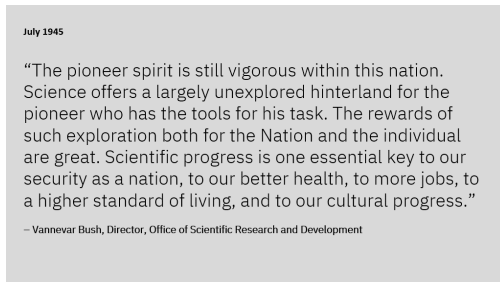 July 1945
“The pioneer spirit is still vigorous within this nation.
Science offers a largely unexplored hinterland for the
pioneer who has the tools for his task. The rewards of
such exploration both for the Nation and the individual
are great. Scientific progress is one essential key to our
security as a nation, to our better health, to more jobs, to
a higher standard of living, and to our cultural progress.”
– Vannevar Bush, Director, Office of Scientific Research and Development